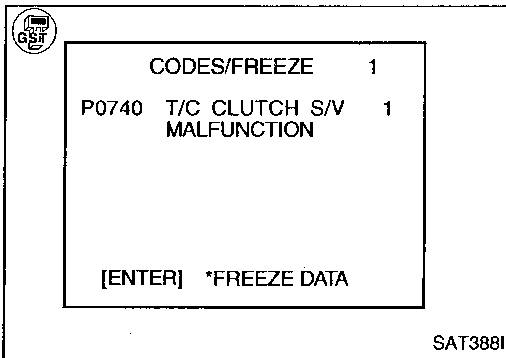 GST
CODES/FREEZE 1
P0740 T/C CLUTCH S/V 1
MALFUNCTION
[ENTER] *FREEZE DATA
SAT388I